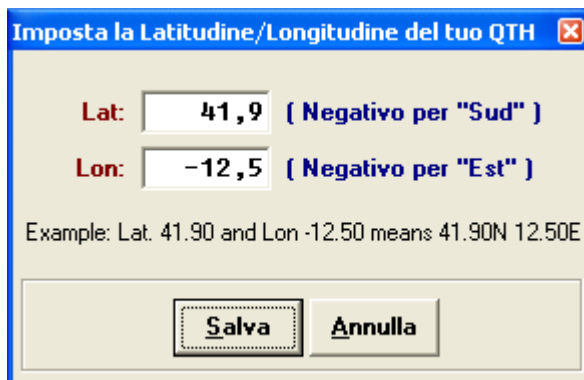 Imposta la Latitudine/Longitudine del tuo QTH
Lat: 41,9 ( Negativo per "Sud" )
Lon: -12,5 ( Negativo per "Est" )
Example: Lat. 41.90 and Lon -12.50 means 41.90N 12.50E
Salva Annulla